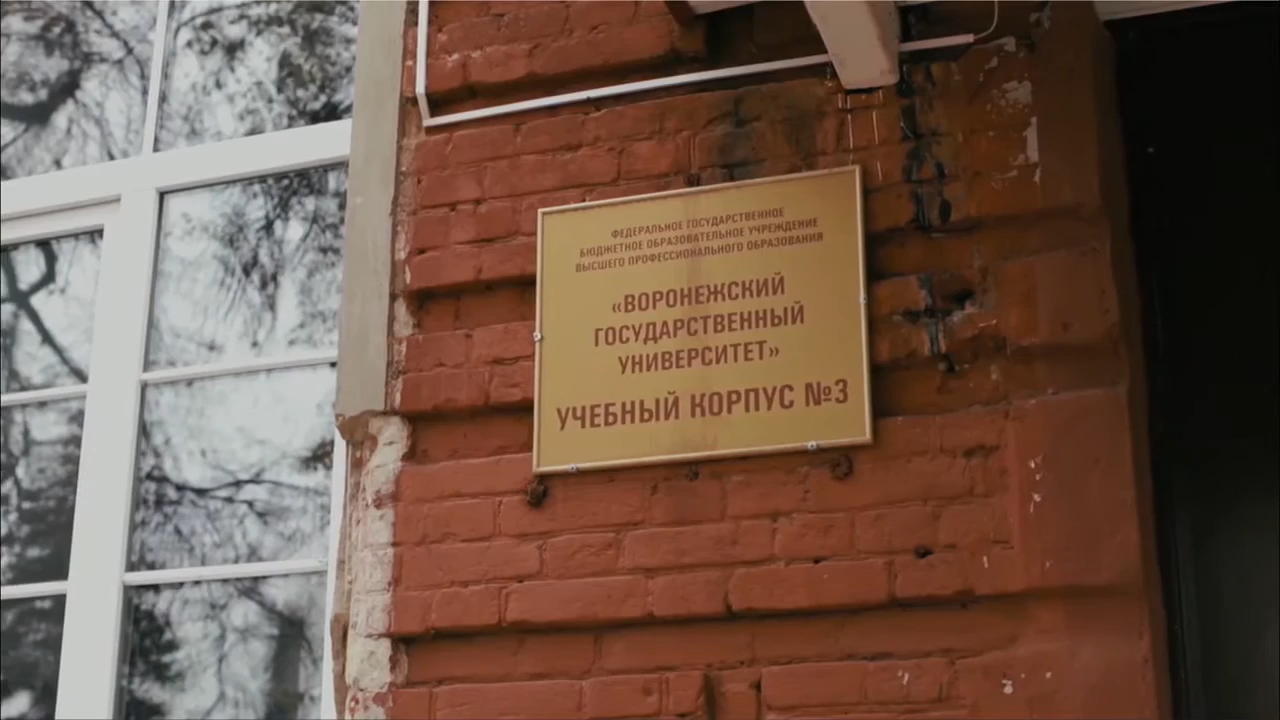 ФЕДЕРАЛЬНОЕ ГОСУДАРСТВЕННОЕ
БЮДЖЕТНОЕ ОБРАЗОВАТЕЛЬНОЕ УЧРЕЖДЕНИЕ
ВЫСШЕГО ПРОФЕССИОНАЛЬНОГО ОБРАЗОВАНИЯ
«ВОРОНЕЖСКИЙ
ГОСУДАРСТВЕННЫЙ
УНИВЕРСИТЕТ»
УЧЕБНЫЙ КОРПУС №3